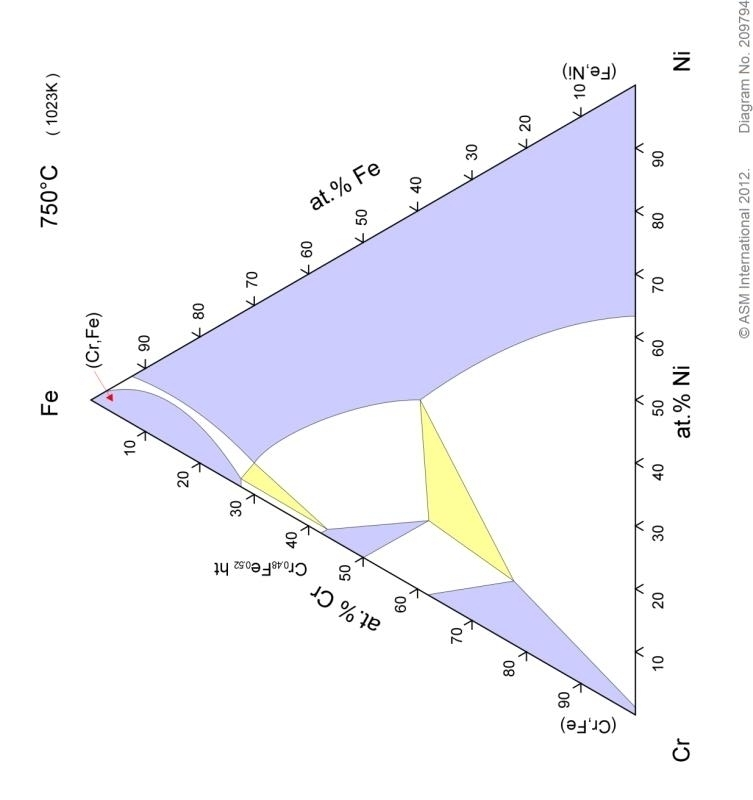 750°C ( 1023K )
Fe
Ni
Cr
(Cr,Fe)
(Fe,Ni)
(Cr,Fe)
Cr0.48Fe0.52 ht
at.% Fe
10
20
30
40
50
60
70
80
90
at.% Cr
10
20
30
40
50
60
70
80
90
at.% Ni
10
20
30
40
50
60
70
80
90
© ASM International 2012. Diagram No. 209794